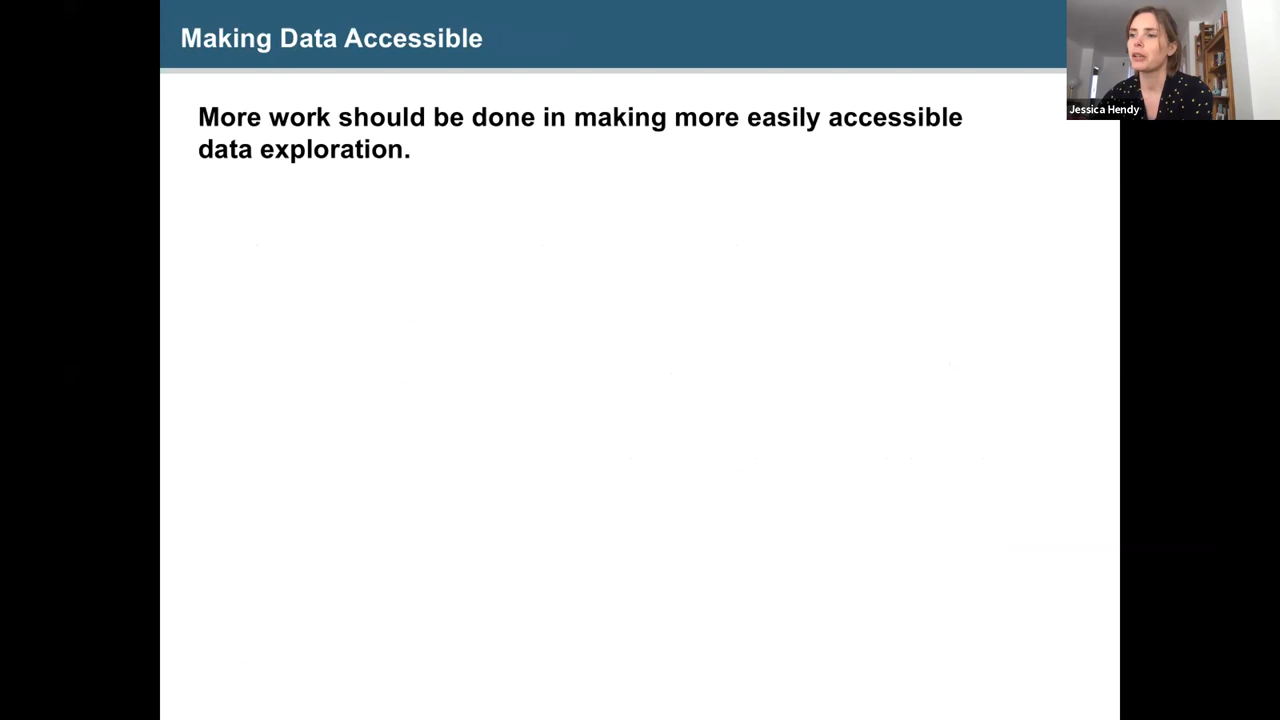 Making Data Accessible
Jessica Hendy
More work should be done in making more easily accessible
data exploration.